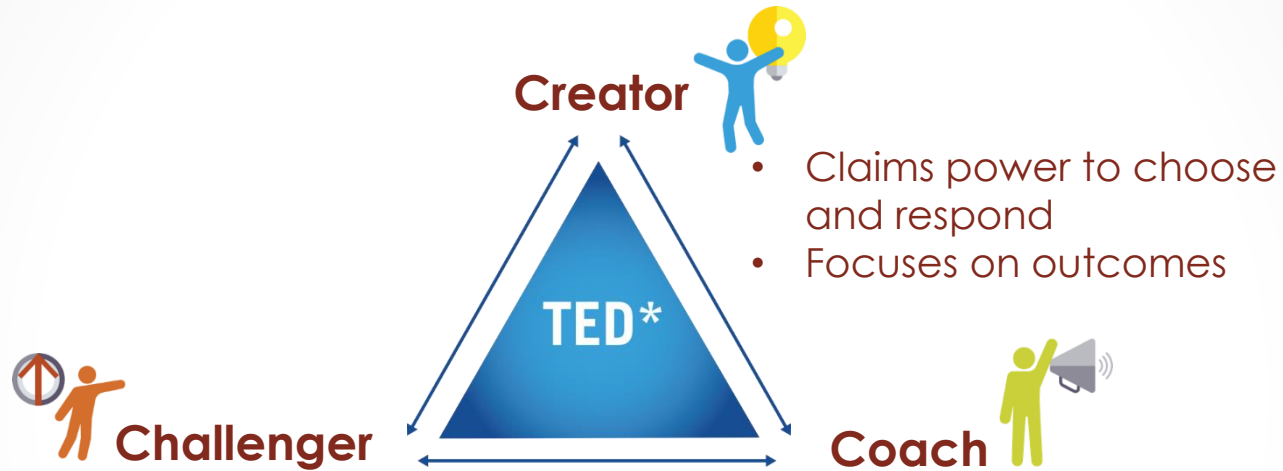 Creator
• Claims power to choose
and respond
• Focuses on outcomes
TED*
Challenger
Coach